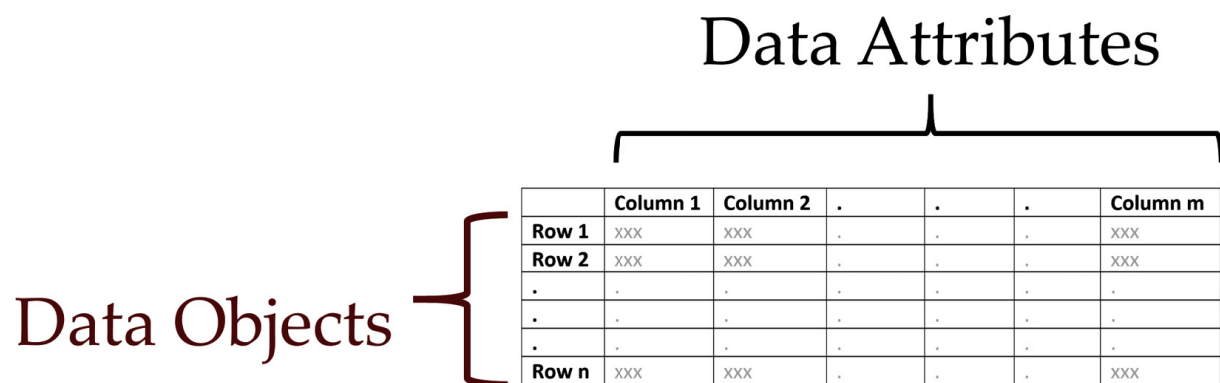 Data Attributes
Column 1 Column 2 . . . Column m
Row 1 xxx xxx . . . xxx
Row 2 xxx xxx . . . xxx
. . . . . . .
. . . . . . .
. . . . . . .
Row n xxx xxx . . . xxx
Data Objects